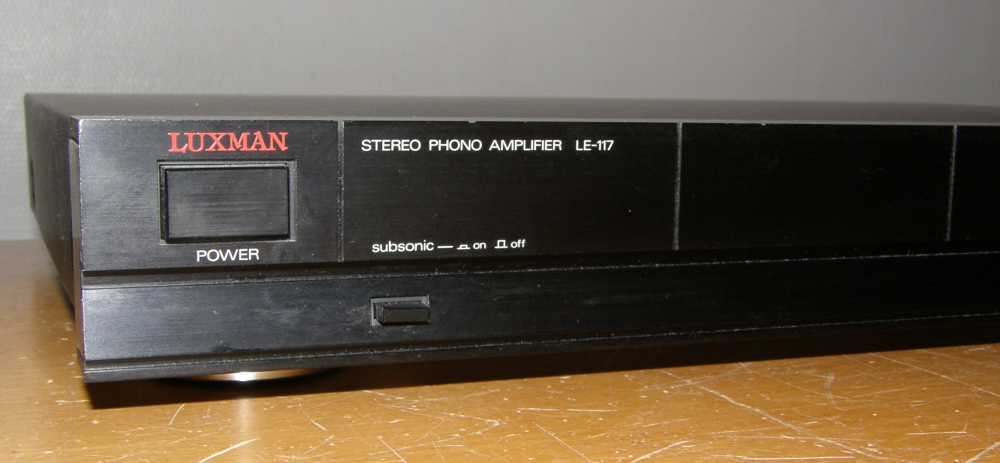 LUXMAN
POWER
STEREO PHONO AMPLIFIER LE-117
subsonic — on off